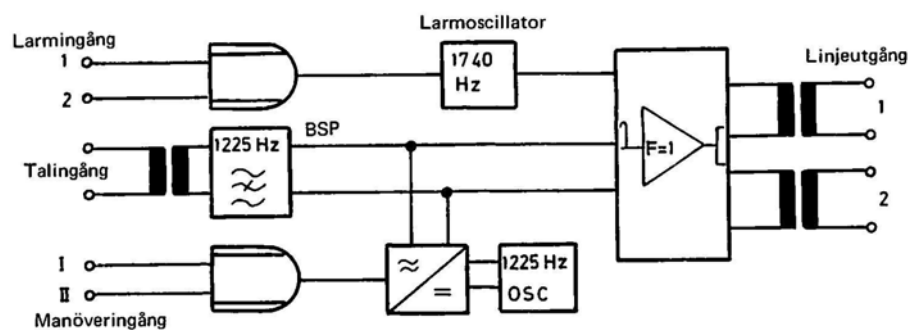 Larmingång
1
2
Larmoscillator
1740
Hz
Linjeutgång
1
2
Talingång
1225 Hz
BSP
F=1
I
II
Manöveringång
≈
=
1225 Hz
OSC